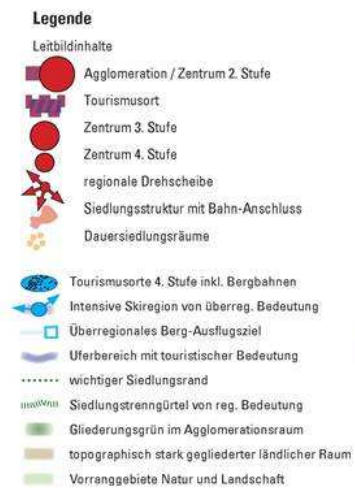 Legende
Leitbildinhalte
Agglomeration / Zentrum 2. Stufe
Tourismusort
Zentrum 3. Stufe
Zentrum 4. Stufe
regionale Drehscheibe
Siedlungsstruktur mit Bahn-Anschluss
Dauersiedlungsräume
Tourismusorte 4. Stufe inkl. Bergbahnen
Intensive Skiregion von überreg. Bedeutung
Überregionales Berg-Ausflugsziel
Uferbereich mit touristischer Bedeutung
wichtiger Siedlungsrand
Siedlungstrenngürtel von reg. Bedeutung
Gliederungsgrün im Agglomerationsraum
topographisch stark gegliederter ländlicher Raum
Vorranggebiete Natur und Landschaft